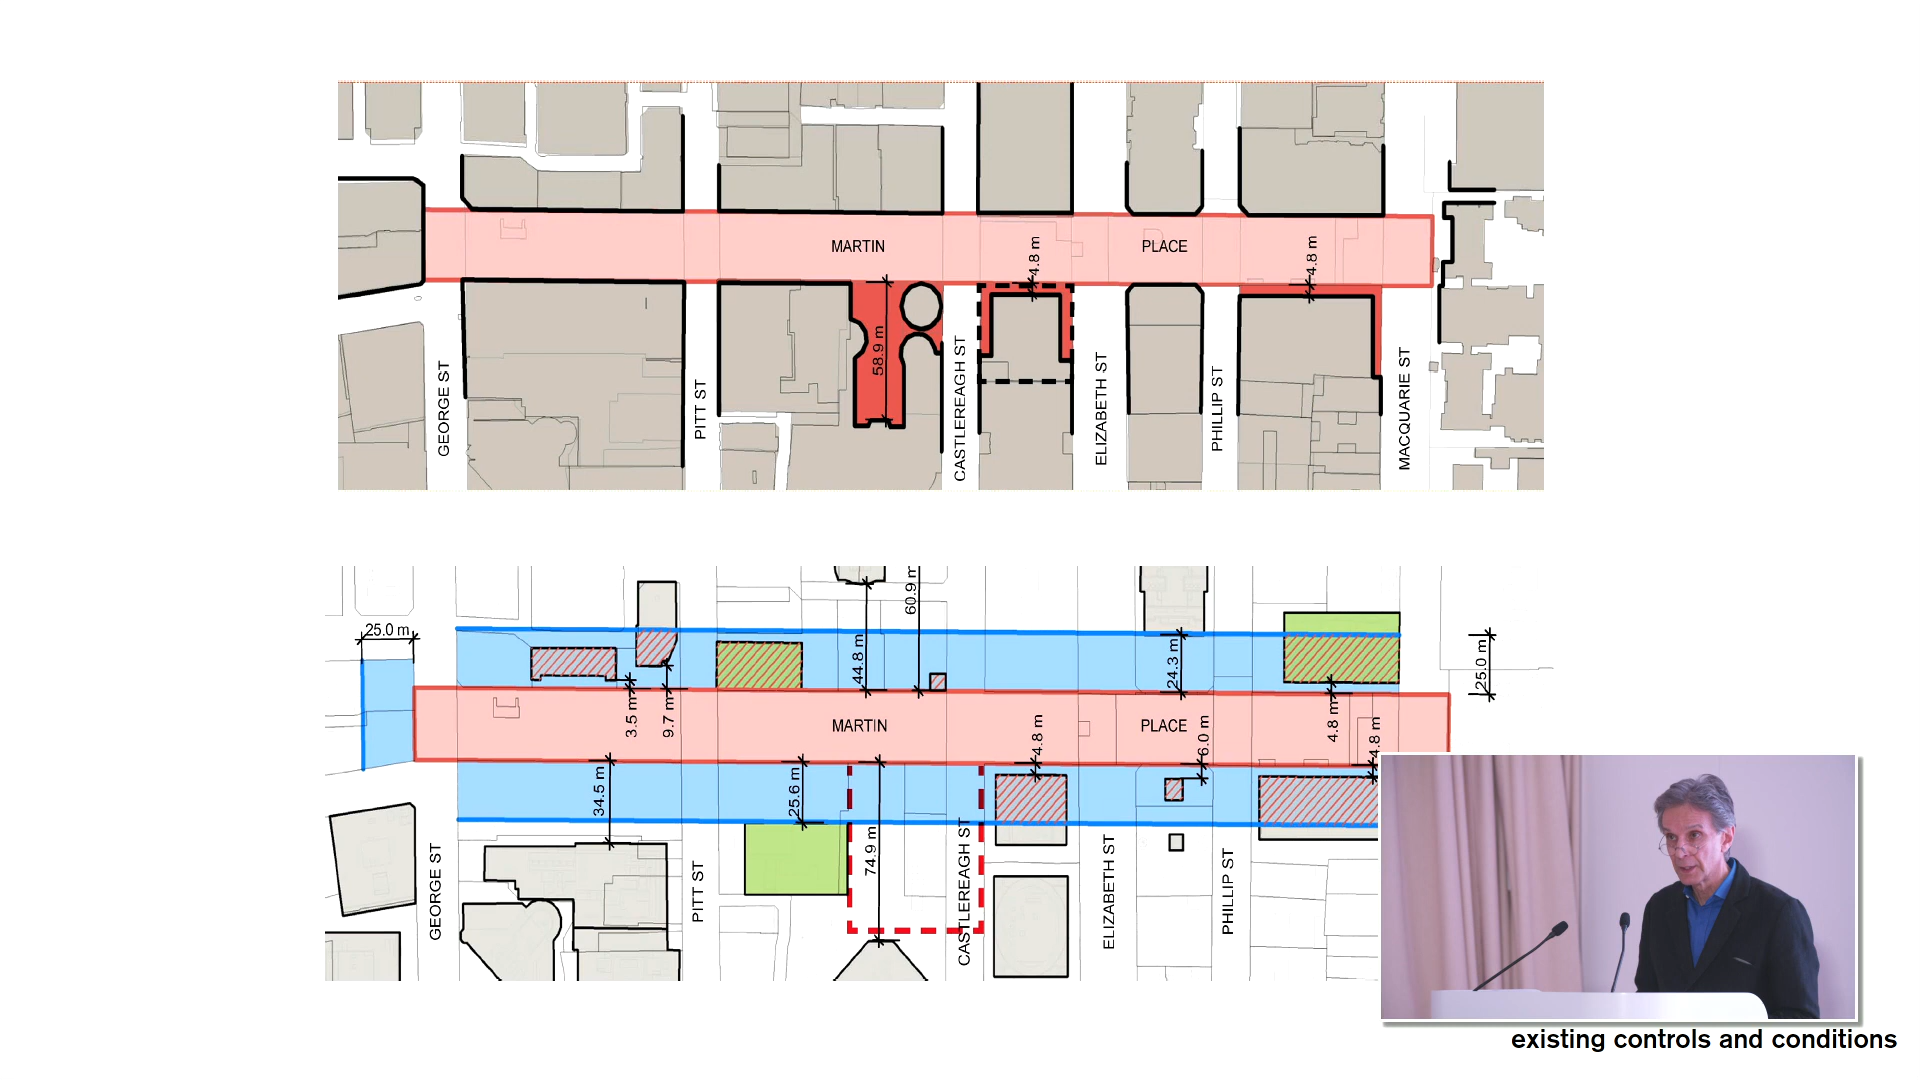 MARTIN
PLACE
4.8 m
4.8 m
58.9 m
GEORGE ST
PITT ST
CASTLEREAGH ST
ELIZABETH ST
PHILLIP ST
MACQUARIE ST
25.0 m
60.9 m
44.8 m
24.3 m
25.0 m
3.5 m
9.7 m
MARTIN
PLACE
4.8 m
6.0 m
4.8 m
4.8 m
34.5 m
25.6 m
74.9 m
GEORGE ST
PITT ST
CASTLEREAGH ST
ELIZABETH ST
PHILLIP ST
existing controls and conditions